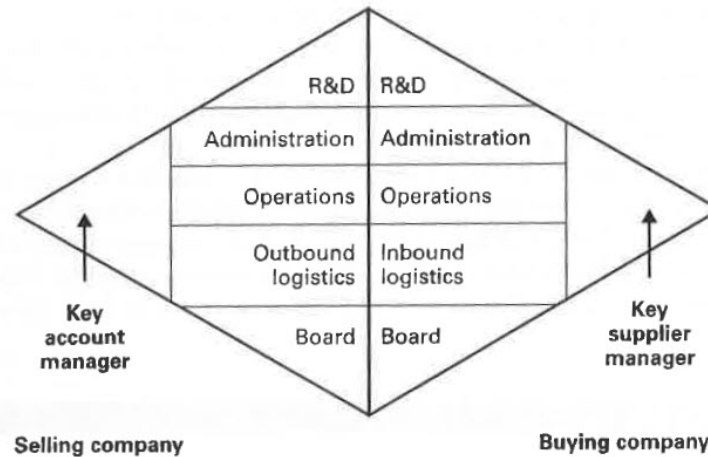 R&D R&D
Administration Administration
Operations Operations
Outbound Inbound
logistics logistics
Key
account
manager
Key
supplier
manager
Board Board
Selling company Buying company